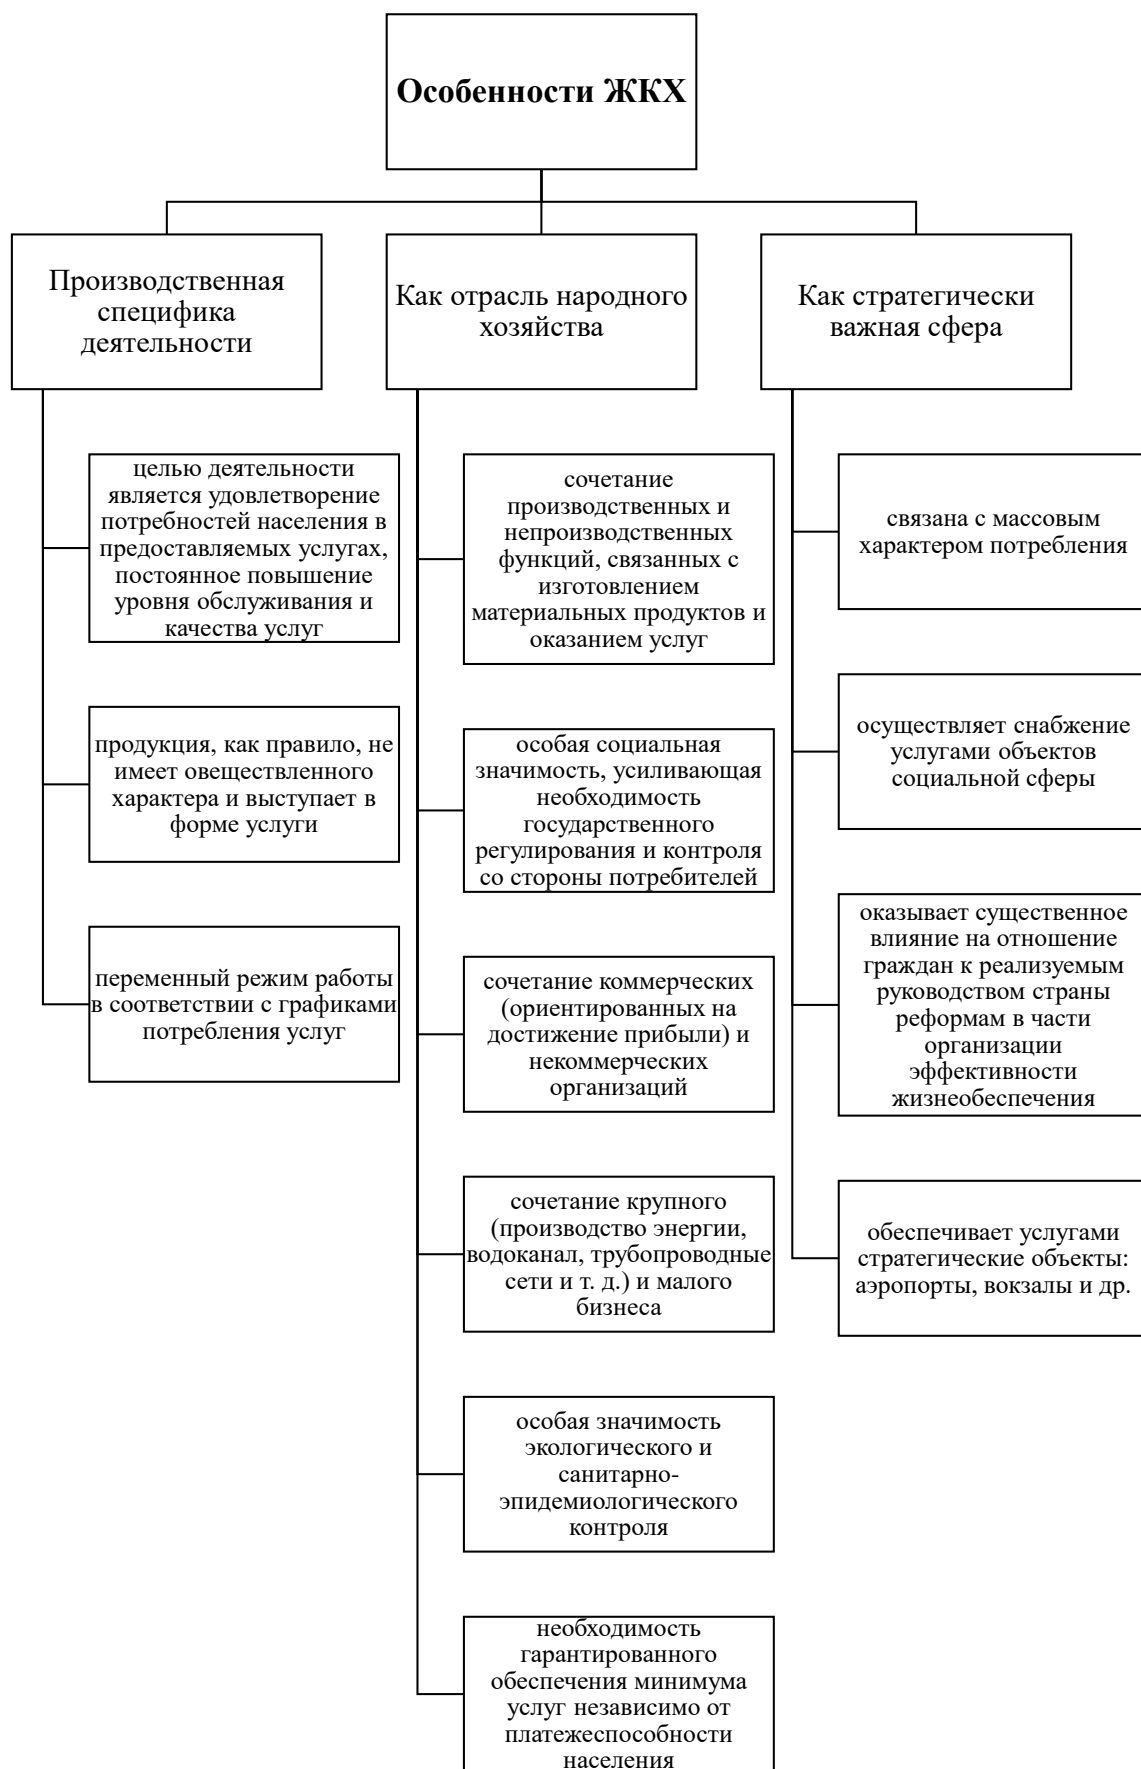 Особенности ЖКХ
Производственная
специфика
деятельности
целью деятельности
является удовлетворение
потребностей населения в
предоставляемых услугах,
постоянное повышение
уровня обслуживания и
качества услуг
продукция, как правило, не
имеет овеществленного
характера и выступает в
форме услуги
переменный режим работы
в соответствии с графиками
потребления услуг
Как отрасль народного
хозяйства
сочетание
производственных и
непроизводственных
функций, связанных с
изготовлением
материальных продуктов и
оказанием услуг
особая социальная
значимость, усиливающая
необходимость
государственного
регулирования и контроля
со стороны потребителей
сочетание коммерческих
(ориентированных на
достижение прибыли) и
некоммерческих
организаций
сочетание крупного
(производство энергии,
водоканал, трубопроводные
сети и т. д.) и малого
бизнеса
особая значимость
экологического и
санитарно-
эпидемиологического
контроля
необходимость
гарантированного
обеспечения минимума
услуг независимо от
платежеспособности
населения
Как стратегически
важная сфера
связана с массовым
характером потребления
осуществляет снабжение
услугами объектов
социальной сферы
оказывает существенное
влияние на отношение
граждан к реализуемым
руководством страны
реформам в части
организации
эффективности
жизнеобеспечения
обеспечивает услугами
стратегические объекты:
аэропорты, вокзалы и др.